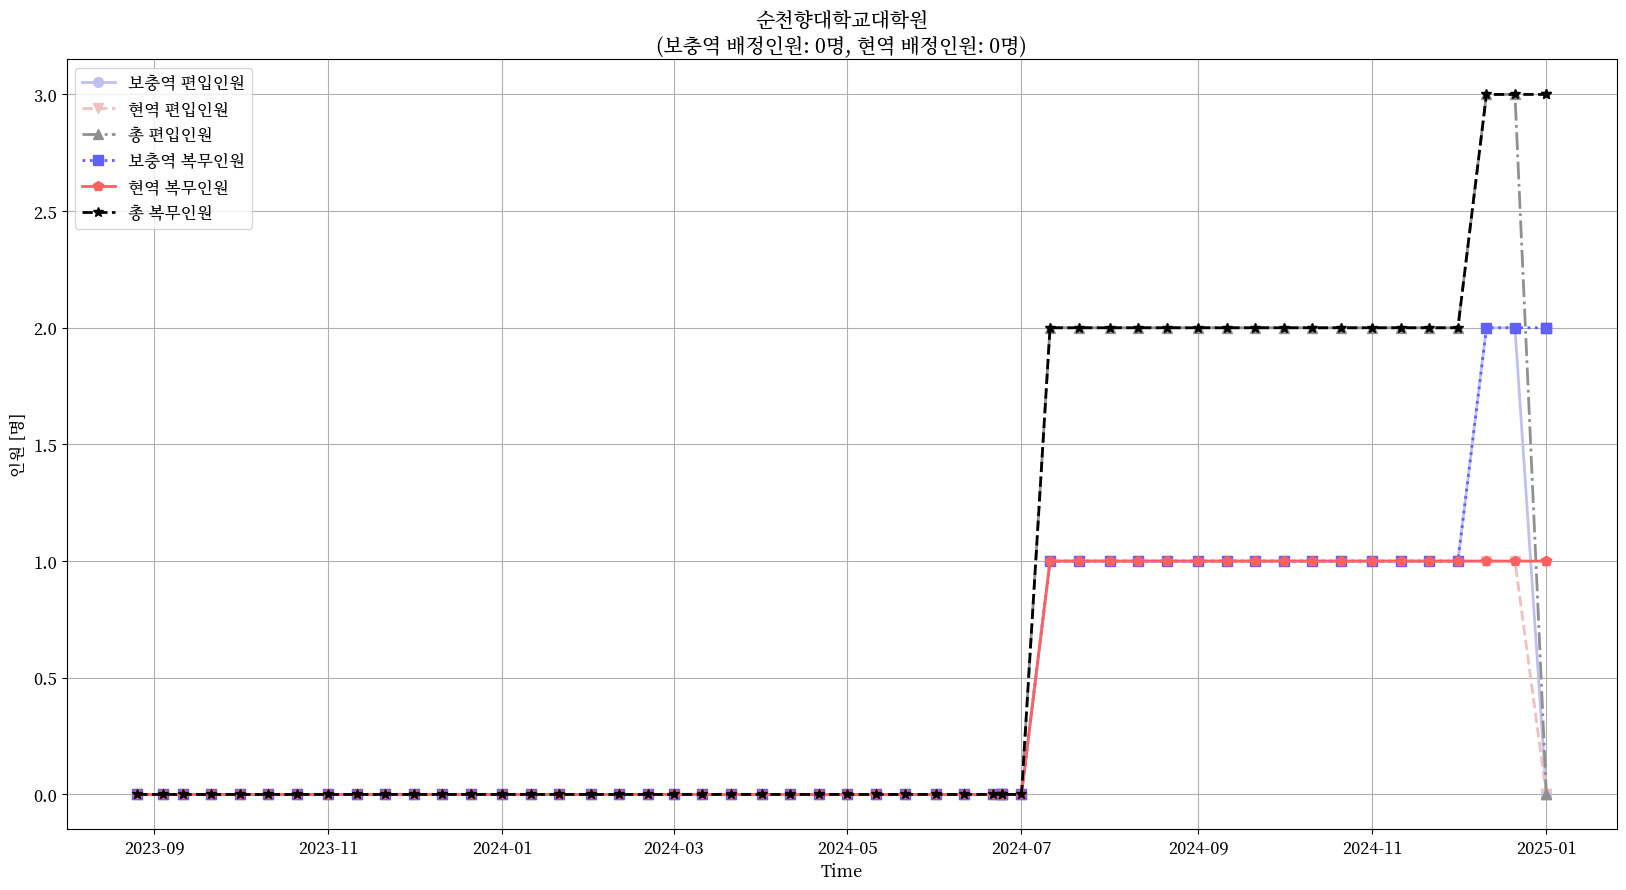 순천향대학교대학원
(보충역 배정인원: 0명, 현역 배정인원: 0명)
보충역 편입인원
현역 편입인원
총 편입인원
보충역 복무인원
현역 복무인원
총 복무인원
3.0
2.5
2.0
1.5
1.0
0.5
0.0
인원 [명]
2023-09 2023-11 2024-01 2024-03 2024-05 2024-07 2024-09 2024-11 2025-01
Time